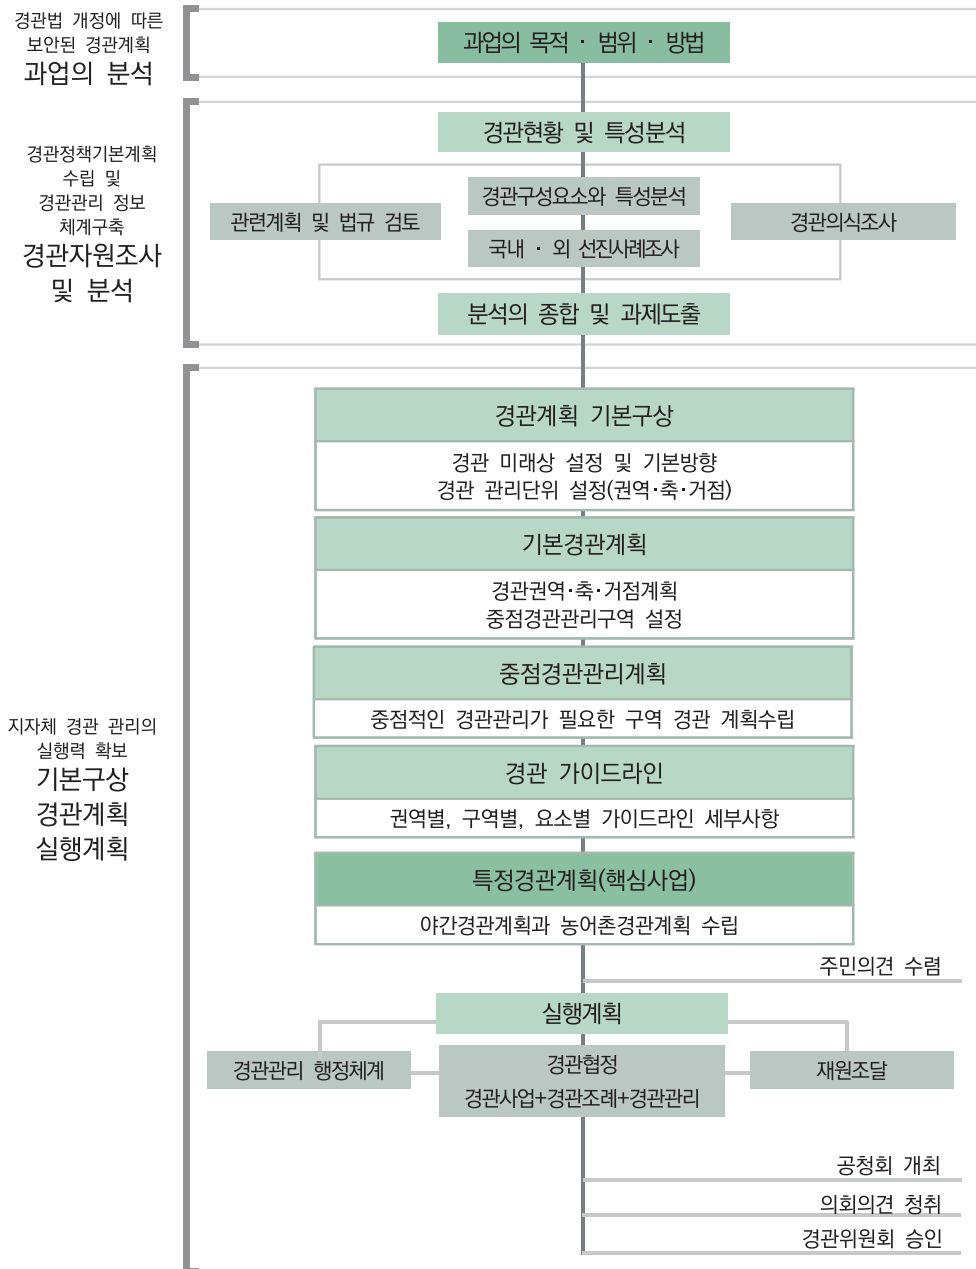 경관법 개정에 따른
보안된 경관계획
과업의 분석
과업의 목적 · 범위 · 방법
경관정책기본계획
수립 및
경관관리 정보
체계구축
경관자원조사
및 분석
경관현황 및 특성분석
관련계획 및 법규 검토
경관구성요소와 특성분석
국내 · 외 선진사례조사
경관의식조사
분석의 종합 및 과제도출
지자체 경관 관리의
실행력 확보
기본구상
경관계획
실행계획
경관계획 기본구상
경관 미래상 설정 및 기본방향
경관 관리단위 설정(권역·축·거점)
기본경관계획
경관권역·축·거점계획
중점경관관리구역 설정
중점경관관리계획
중점적인 경관관리가 필요한 구역 경관 계획수립
경관 가이드라인
권역별, 구역별, 요소별 가이드라인 세부사항
특정경관계획(핵심사업)
야간경관계획과 농어촌경관계획 수립
주민의견 수렴
실행계획
경관관리 행정체계
경관협정
경관사업+경관조례+경관관리
재원조달
공청회 개최
의회의견 청취
경관위원회 승인